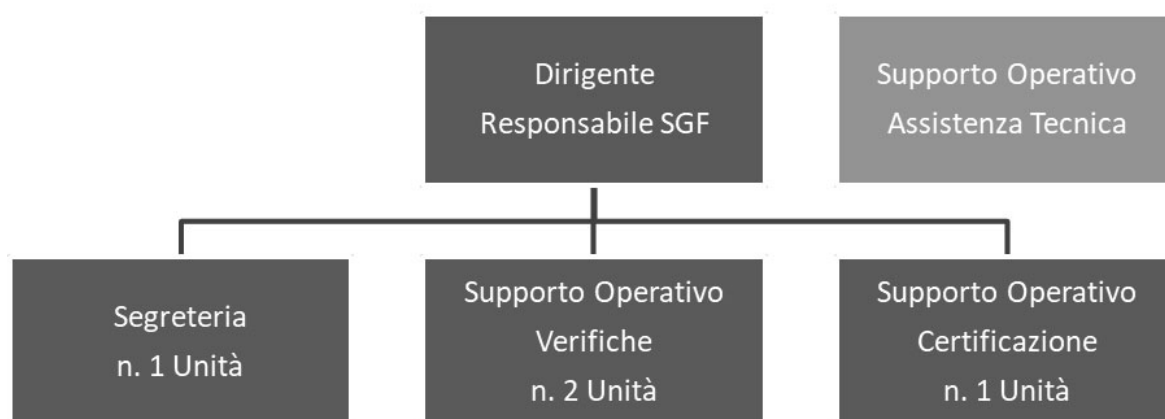 Dirigente
Responsabile SGF
Supporto Operativo
Assistenza Tecnica
Segreteria
n. 1 Unità
Supporto Operativo
Verifiche
n. 2 Unità
Supporto Operativo
Certificazione
n. 1 Unità